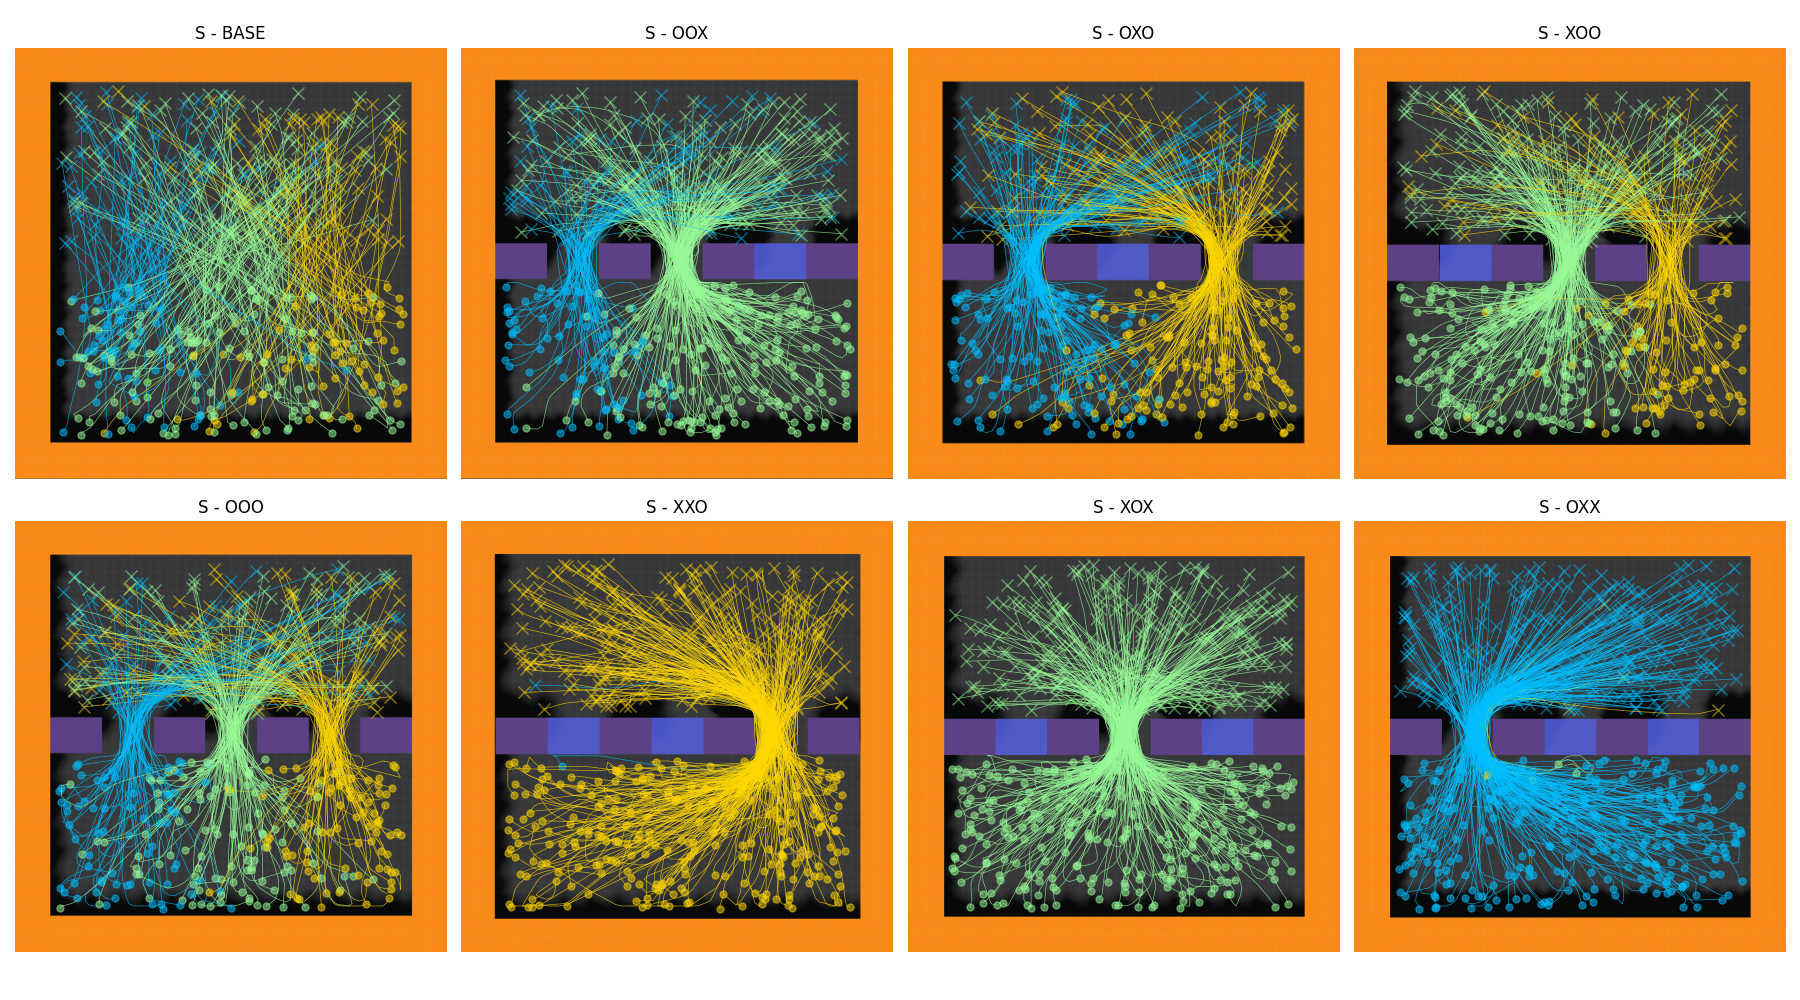 S - BASE
S - OOX
S - OXO
S - XOO
S - OOO
S - XXO
S - XOX
S - OXX